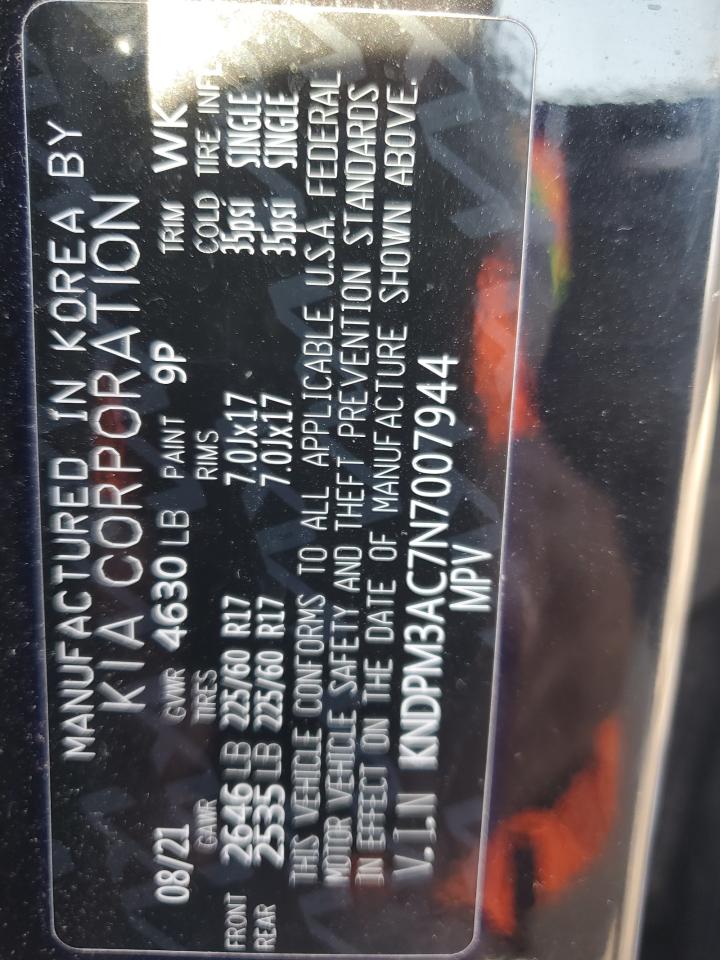 MANUFACTURED IN KOREA BY
KIA CORPORATION
08/21 GVWR 4630 LB PAINT 9P TRIM WK
GAWR TIRES RIMS COLD TIRE INFL
FRONT 2646 LB 225/60 R17 7.0Jx17 35psi SINGLE
REAR 2535 LB 225/60 R17 7.0Jx17 35psi SINGLE
THIS VEHICLE CONFORMS TO ALL APPLICABLE U.S.A. FEDERAL
MOTOR VEHICLE SAFETY AND THEFT PREVENTION STANDARDS
IN EFFECT ON THE DATE OF MANUFACTURE SHOWN ABOVE.
V.I.N KNDPM3AC7N7007944
MPV